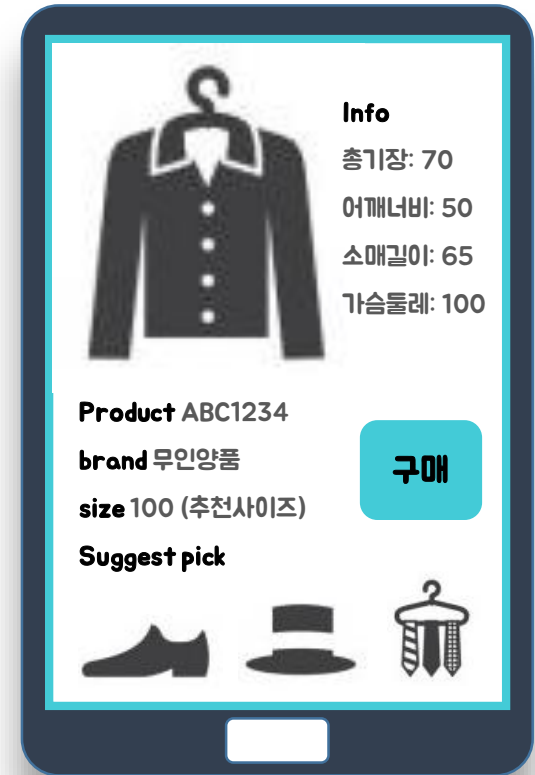 Info
총기장: 70
어깨너비: 50
소매길이: 65
가슴둘레: 100
Product ABC1234
brand 무인양품
size 100 (추천사이즈)
구매
Suggest pick